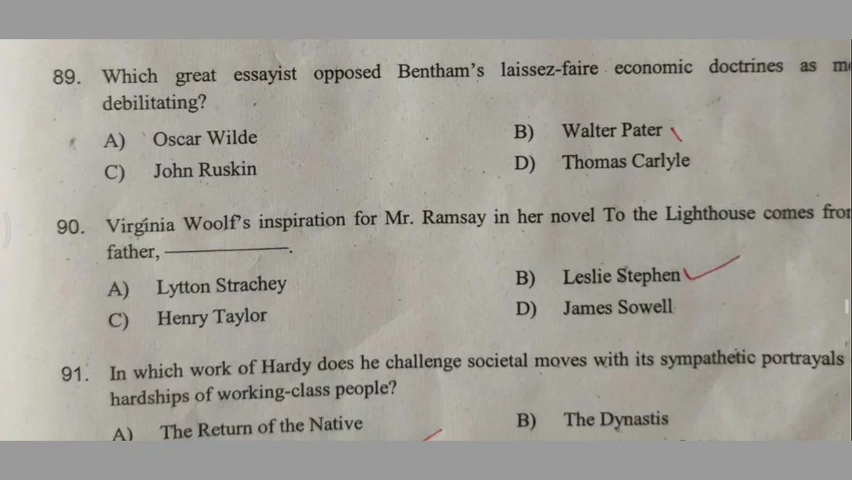 89. Which great essayist opposed Bentham's laissez-faire economic doctrines as
debilitating?
A) Oscar Wilde B) Walter Pater
C) John Ruskin D) Thomas Carlyle
90. Virginia Woolf's inspiration for Mr. Ramsay in her novel To the Lighthouse comes
father, ____________.
A) Lytton Strachey B) Leslie Stephen
C) Henry Taylor D) James Sowell
91. In which work of Hardy does he challenge societal moves with its sympathetic portrayals
hardships of working-class people?
A) The Return of the Native B) The Dynastis